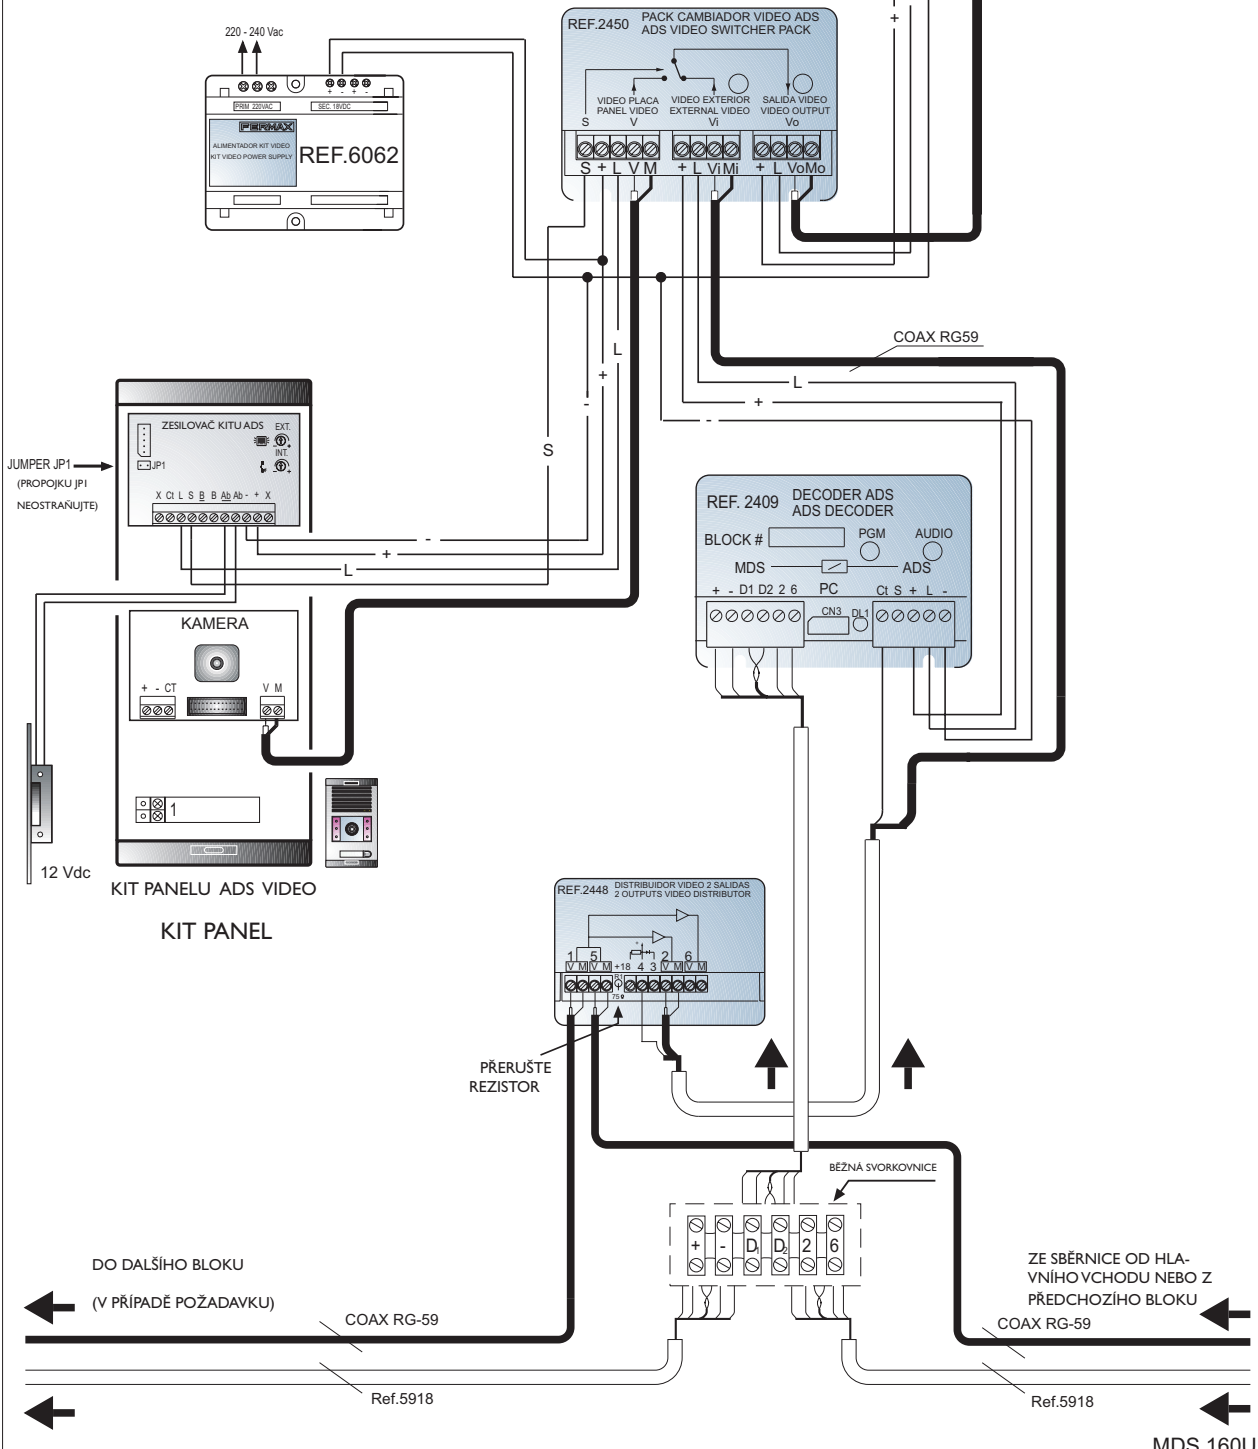 220 - 240 Vac
+ - + -
PRIM 220VAC
SEC. 18VDC
FERMAX
ALIMENTADOR KIT VIDEO
KIT VIDEO POWER SUPPLY
REF.6062
REF.2450
PACK CAMBIADOR VIDEO ADS
ADS VIDEO SWITCHER PACK
VIDEO PLACA
PANEL VIDEO
VIDEO EXTERIOR
EXTERNAL VIDEO
SALIDA VIDEO
VIDEO OUTPUT
S V Vi Vo
S + L V M
+ L Vi Mi
+ L Vo Mo
+
COAX RG59
L
+
-
L
+
-
S
ZESILOVAČ KITU ADS
EXT.
- +
INT.
- +
JP1
X Ct L S B B Ab Ab - + X
JUMPER JP1
(PROPOJKU JP1
NEOSTRAŇUJTE)
-
+
L
KAMERA
+ - CT
V M
1
12 Vdc
KIT PANELU ADS VIDEO
KIT PANEL
REF. 2409
DECODER ADS
ADS DECODER
BLOCK #
PGM
AUDIO
MDS
ADS
+ - D1 D2 2 6
PC
Ct S + L -
CN3
DL1
REF.2448
DISTRIBUIDOR VIDEO 2 SALIDAS
2 OUTPUTS VIDEO DISTRIBUTOR
+
1 5 2 6
V M V M +18 4 3 V M V M
R1
PŘERUŠTE
REZISTOR
BĚŽNÁ SVORKOVNICE
+ - D1 D2 2 6
DO DALŠÍHO BLOKU
(V PŘÍPADĚ POŽADAVKU)
COAX RG-59
Ref.5918
ZE SBĚRNICE OD HLA-
VNÍHO VCHODU NEBO Z
PŘEDCHOZÍHO BLOKU
COAX RG-59
Ref.5918